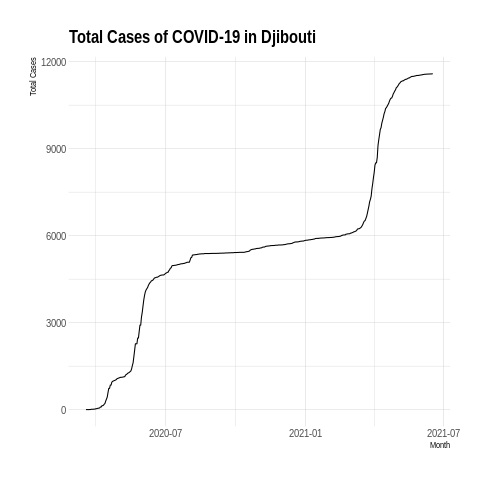 Total Cases of COVID-19 in Djibouti
Total Cases
12000
9000
6000
3000
0
2020-07
2021-01
2021-07
Month